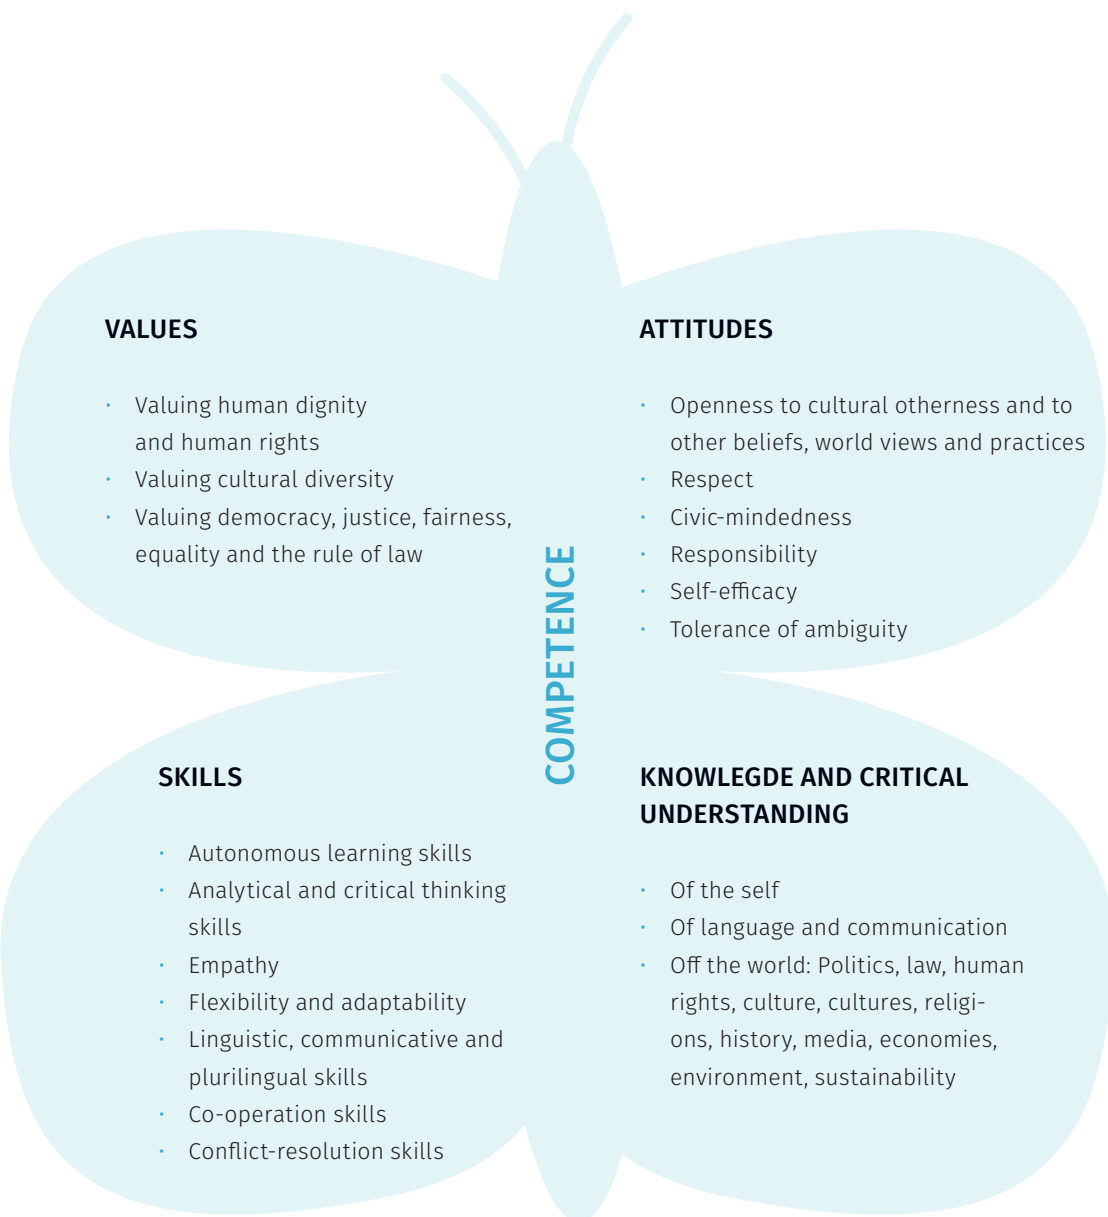 VALUES
· Valuing human dignity
and human rights
· Valuing cultural diversity
· Valuing democracy, justice, fairness,
equality and the rule of law
ATTITUDES
· Openness to cultural otherness and to
other beliefs, world views and practices
· Respect
· Civic-mindedness
· Responsibility
· Self-efficacy
· Tolerance of ambiguity
COMPETENCE
SKILLS
· Autonomous learning skills
· Analytical and critical thinking
skills
· Empathy
· Flexibility and adaptability
· Linguistic, communicative and
plurilingual skills
· Co-operation skills
· Conflict-resolution skills
KNOWLEGDE AND CRITICAL
UNDERSTANDING
· Of the self
· Of language and communication
· Off the world: Politics, law, human
rights, culture, cultures, religi-
ons, history, media, economies,
environment, sustainability